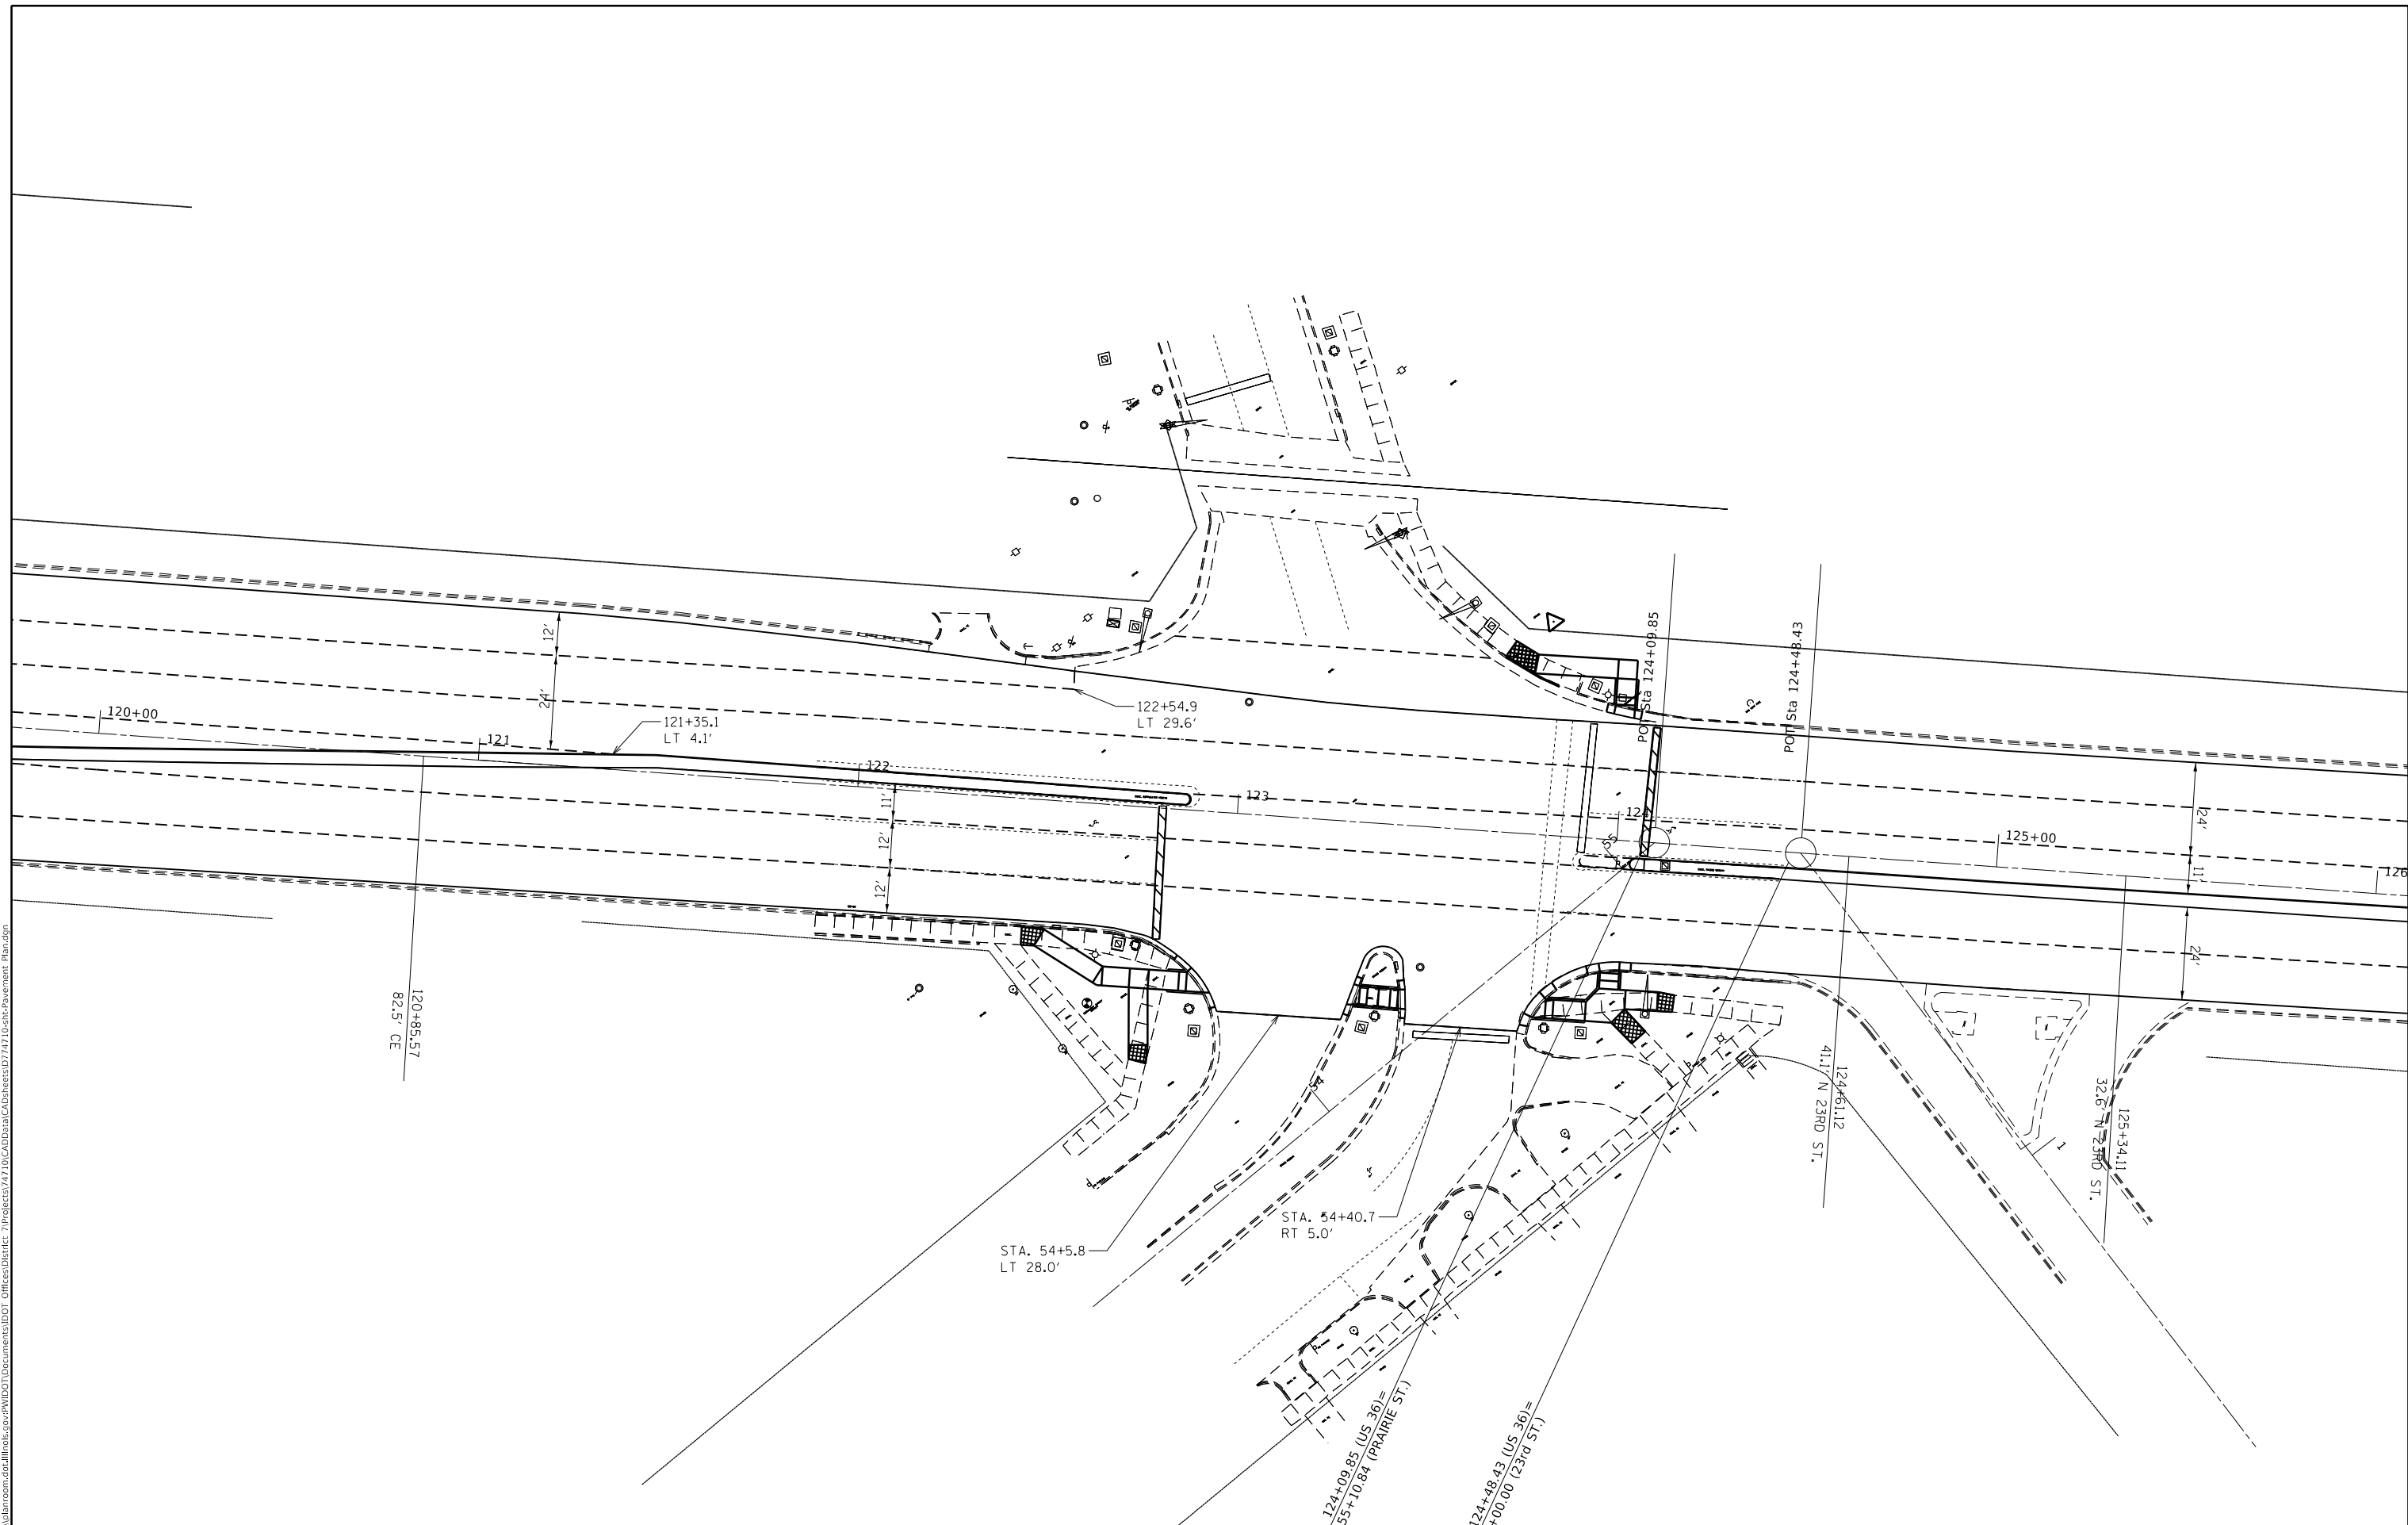 120+00
12'
24'
121+35.1
LT 4.1'
121
122+54.9
LT 29.6'
122
11'
12'
12'
123
POT Sta 124+09.85
POT Sta 124+48.43
124
55
125+00
24'
11'
24'
126
120+85.57
82.5' CE
54
STA. 54+5.8
LT 28.0'
STA. 54+40.7
RT 5.0'
124+61.12
41.1' N 23RD ST.
125+34.11
32.6' N 23RD ST.
1
124+09.85 (US 36)=
55+10.84 (PRAIRIE ST.)
124+48.43 (US 36)=
+00.00 (23rd ST.)